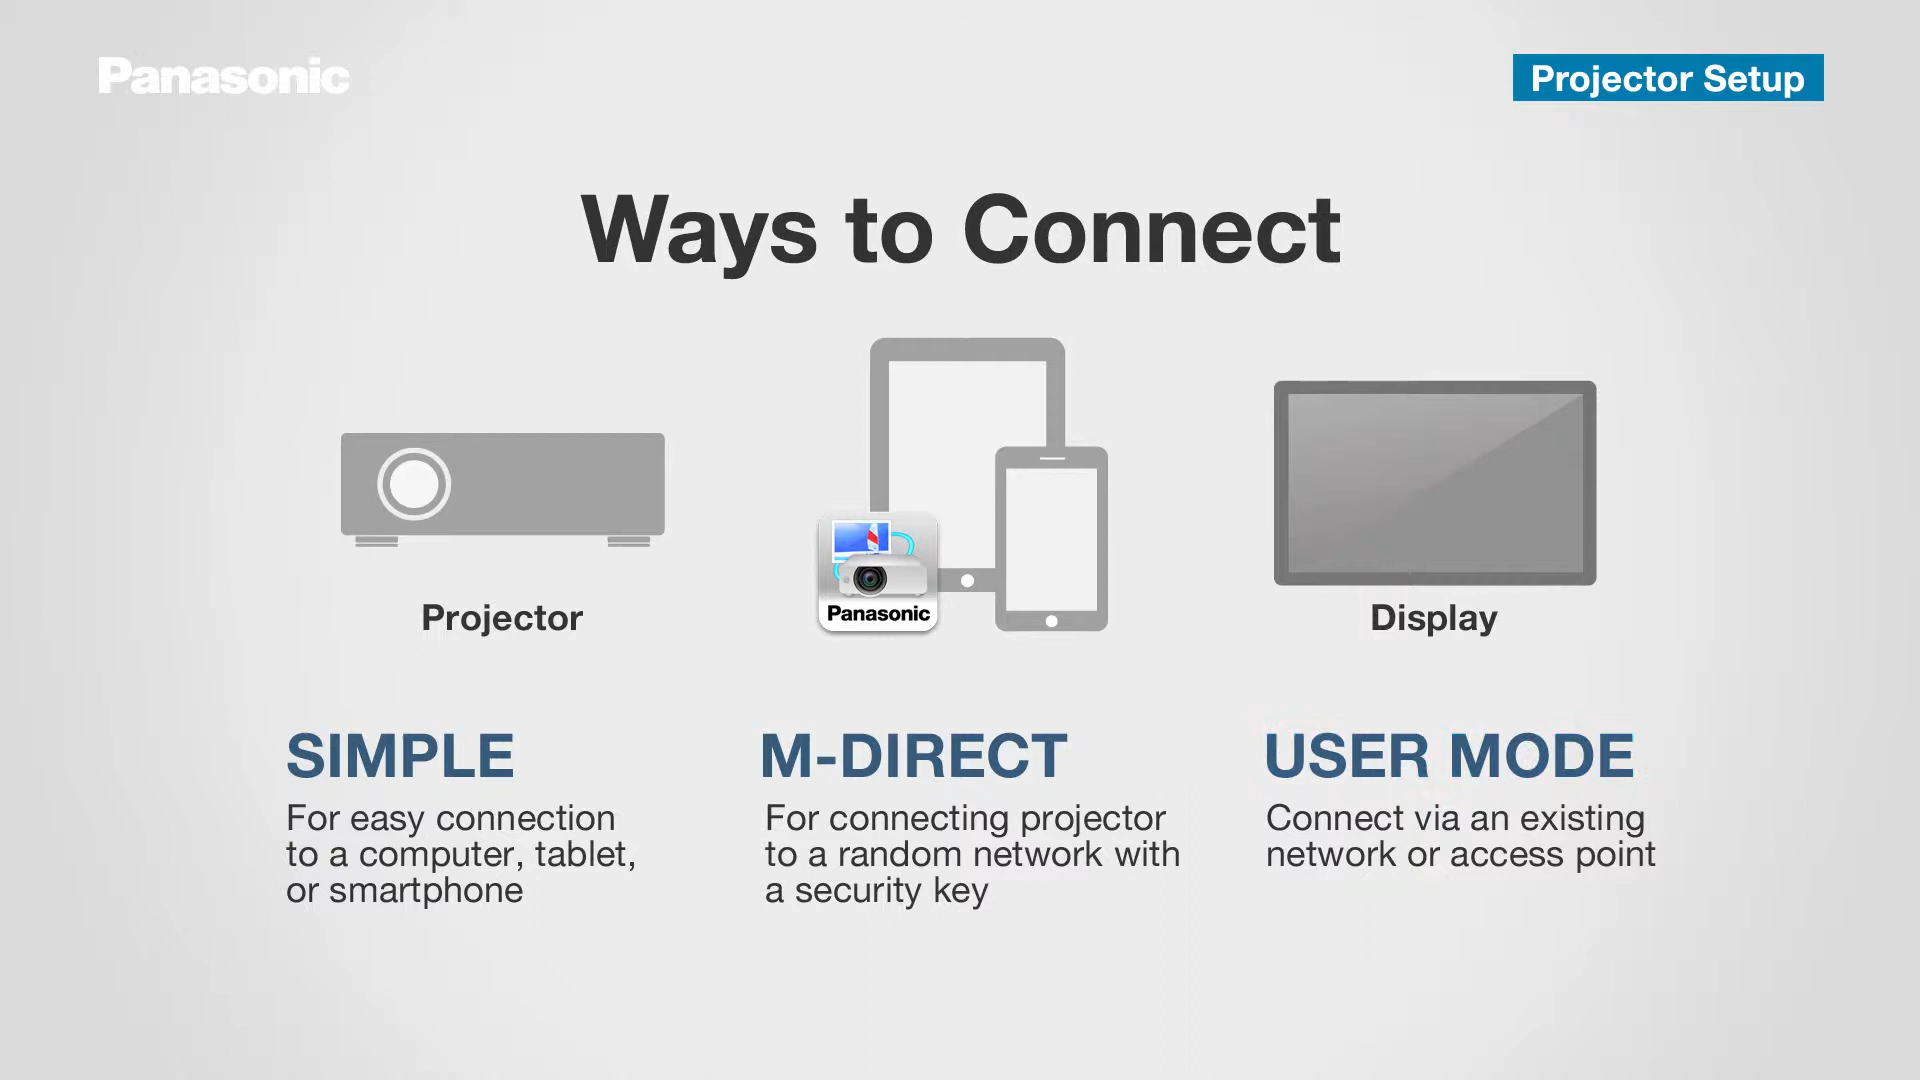 Panasonic
Projector Setup
Ways to Connect
Panasonic
Projector
Display
SIMPLE
For easy connection
to a computer, tablet,
or smartphone
M-DIRECT
For connecting projector
to a random network with
a security key
USER MODE
Connect via an existing
network or access point